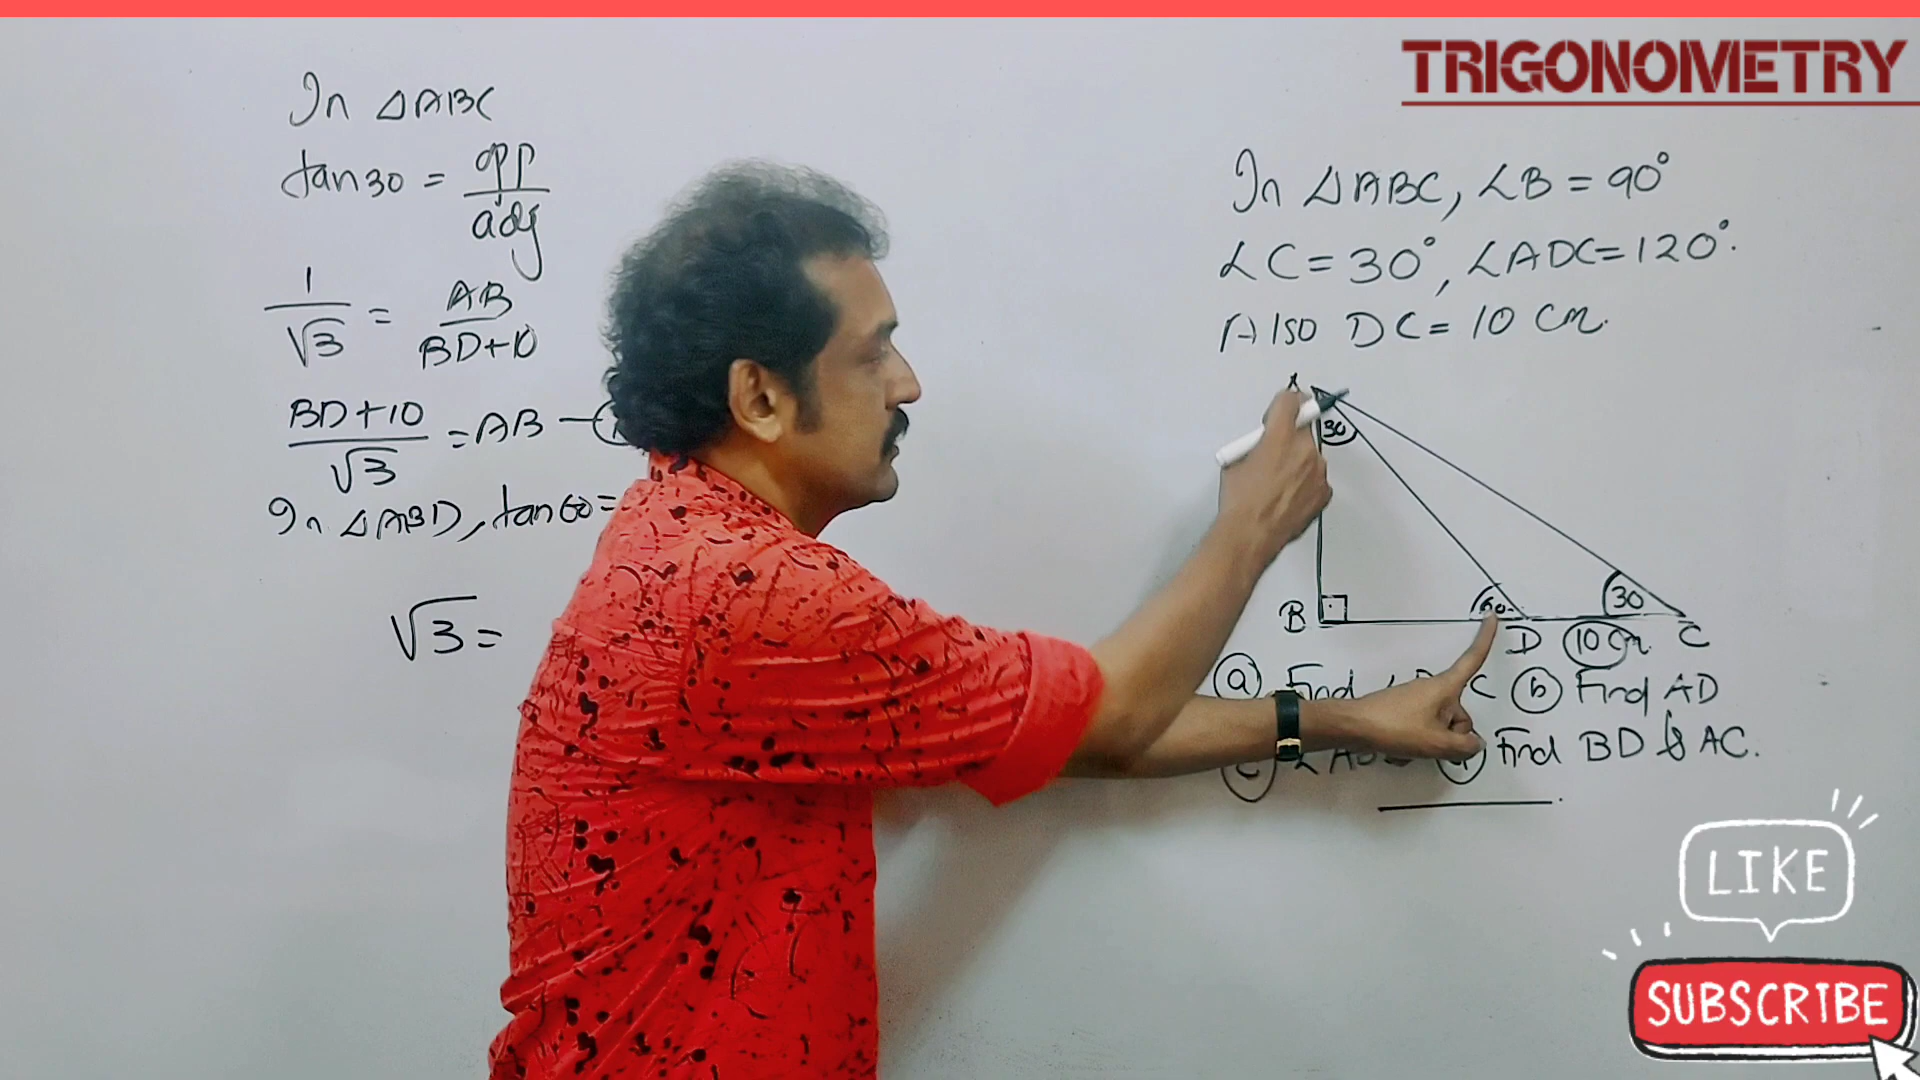 TRIGONOMETRY
In △ABC
tan30 = opp/adj
1/√3 = AB/BD+10
BD+10/√3 = AB —
In △ABD, tan60 =
√3 =
In △ABC, ∠B = 90°
∠C = 30°, ∠ADC = 120°.
Also DC = 10 cm.
A
30
B 60 30
D 10 cm C
(a) Find C (b) Find AD
(c) Find BD & AC.
LIKE
SUBSCRIBE